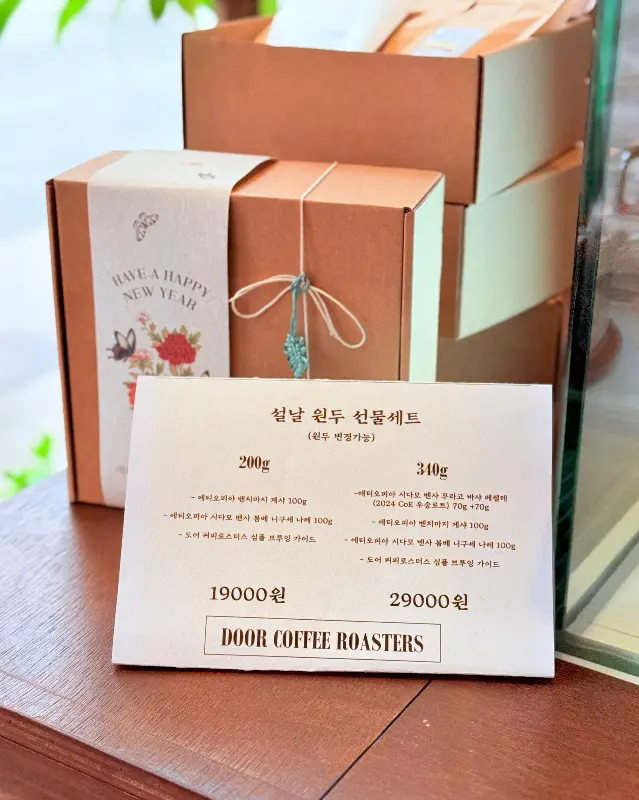 HAVE A HAPPY
NEW YEAR
설날 원두 선물세트
(원두 변경가능)
200g
- 에티오피아 벤치마지 게샤 100g
- 에티오피아 시다모 벤사 봄베 니구세 나레 100g
- 도어 커피로스터스 심플 브루잉 가이드
19000원
340g
-에티오피아 시다모 벤사 무라고 바샤 베켈레
(2024 CoE 우승로트) 70g +70g
- 에티오피아 벤치마지 게샤 100g
- 에티오피아 시다모 벤사 봄베 니구세 나레 100g
- 도어 커피로스터스 심플 브루잉 가이드
29000원
DOOR COFFEE ROASTERS